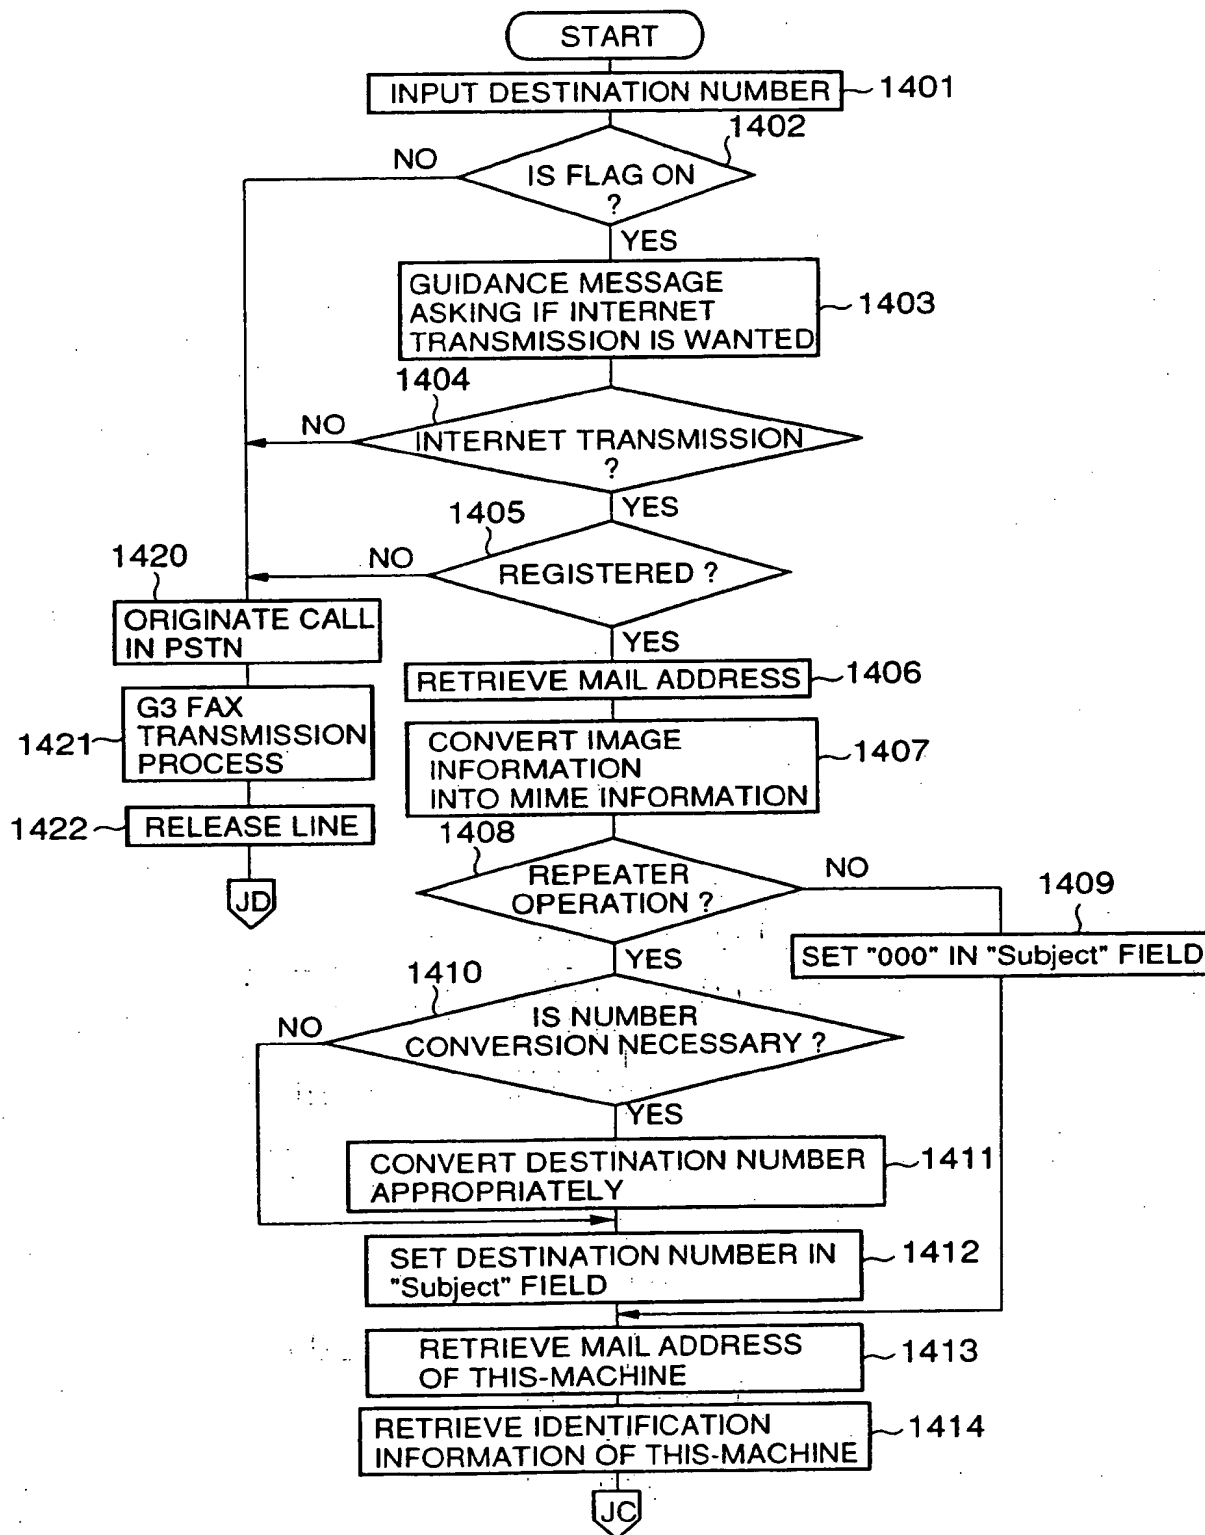 START
INPUT DESTINATION NUMBER
1401
1402
NO
IS FLAG ON
?
YES
GUIDANCE MESSAGE
ASKING IF INTERNET
TRANSMISSION IS WANTED
1403
1404
NO
INTERNET TRANSMISSION
?
YES
1405
NO
REGISTERED ?
1420
ORIGINATE CALL
IN PSTN
YES
RETRIEVE MAIL ADDRESS
1406
G3 FAX
TRANSMISSION
PROCESS
1421
CONVERT IMAGE
INFORMATION
INTO MIME INFORMATION
1407
1422
RELEASE LINE
1408
REPEATER
OPERATION ?
NO
JD
1409
SET "000" IN "Subject" FIELD
YES
1410
NO
IS NUMBER
CONVERSION NECESSARY ?
YES
CONVERT DESTINATION NUMBER
APPROPRIATELY
1411
SET DESTINATION NUMBER IN
"Subject" FIELD
1412
RETRIEVE MAIL ADDRESS
OF THIS-MACHINE
1413
RETRIEVE IDENTIFICATION
INFORMATION OF THIS-MACHINE
1414
JC